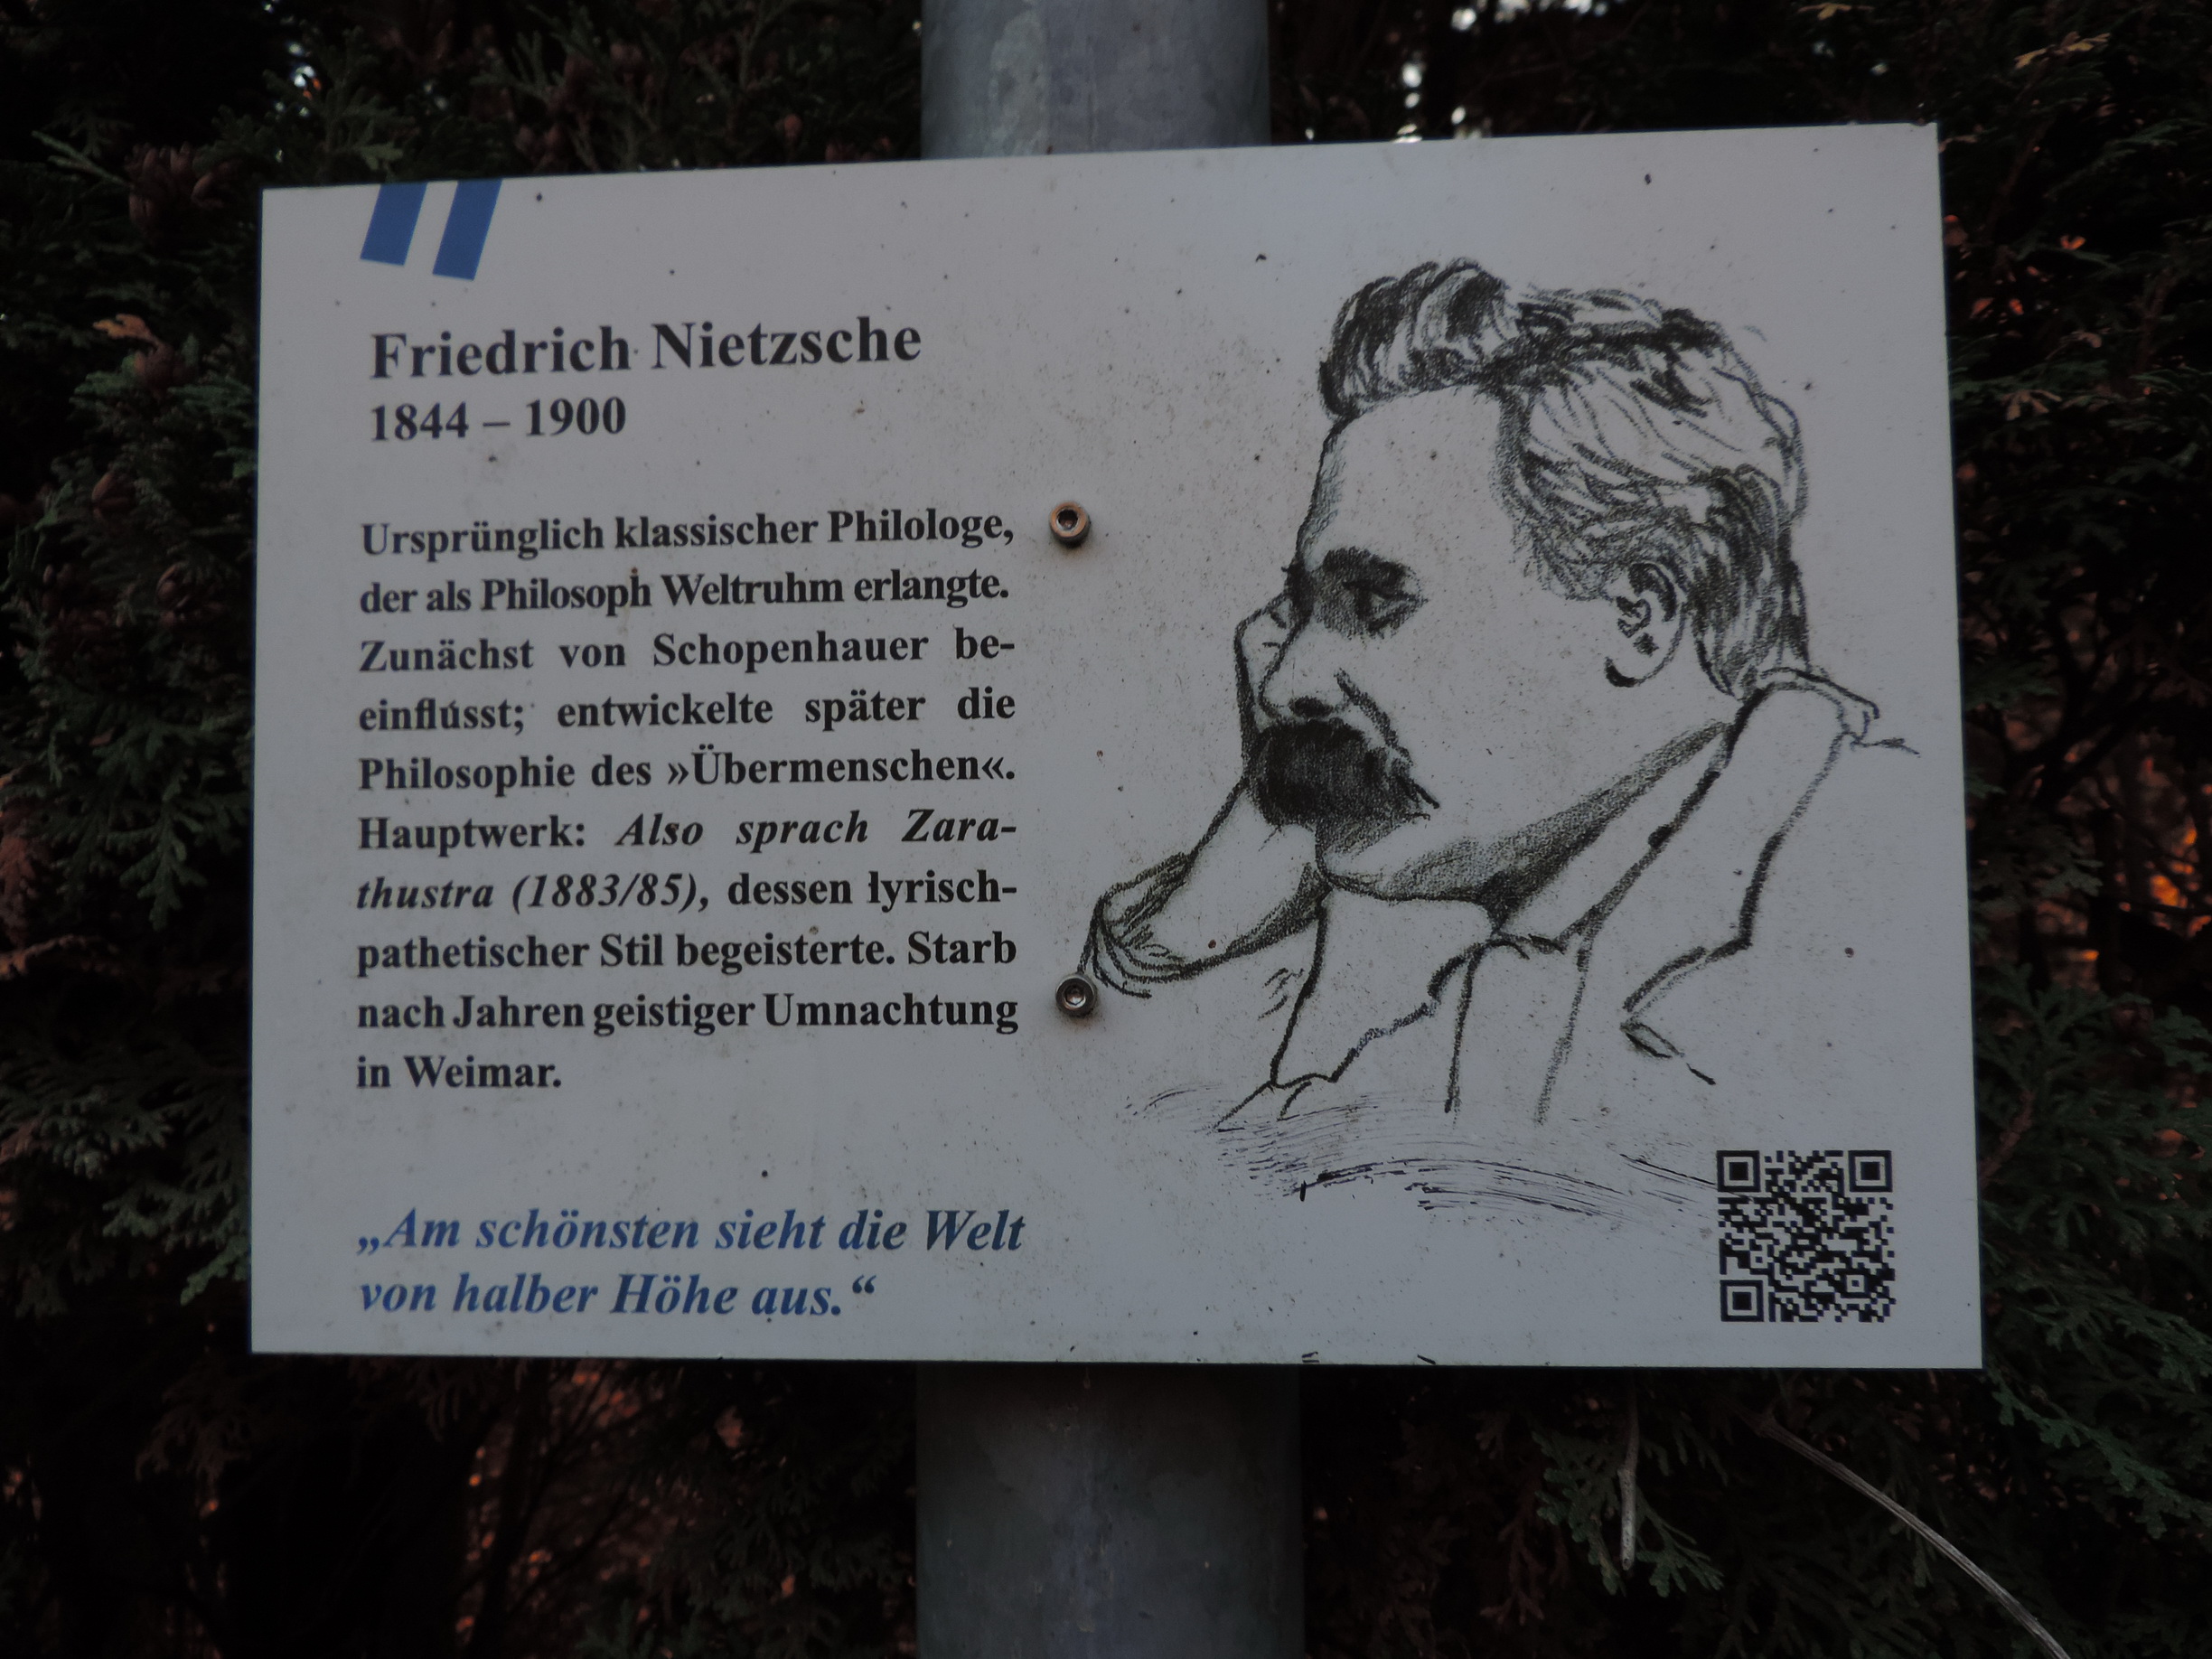 Friedrich Nietzsche
1844 – 1900
Ursprünglich klassischer Philologe,
der als Philosoph Weltruhm erlangte.
Zunächst von Schopenhauer be-
einflusst; entwickelte später die
Philosophie des »Übermenschen«.
Hauptwerk: Also sprach Zara-
thustra (1883/85), dessen lyrisch-
pathetischer Stil begeisterte. Starb
nach Jahren geistiger Umnachtung
in Weimar.
„Am schönsten sieht die Welt
von halber Höhe aus.“